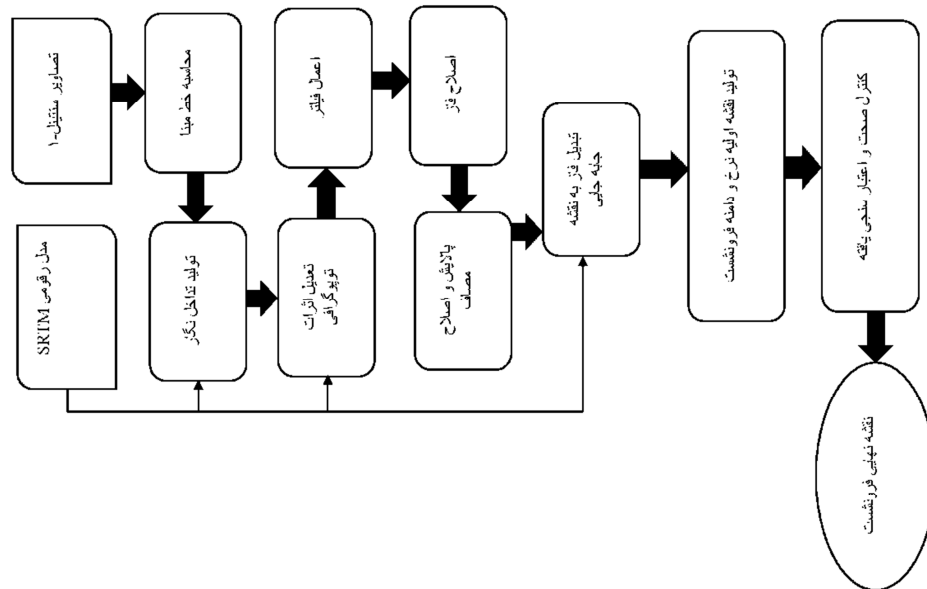 تصاویر سنتینل-۱
محاسبه خط مبنا
مدل رقومی SRTM
تولید تداخل نگار
تعدیل اثرات
توپوگرافی
اعمال فیلتر
اصلاح فاز
پالایش و اصلاح
مضاف
تبدیل فاز به نقشه
جابه جایی
تولید نقشه اولیه نرخ و دامنه فرونشست
کنترل صحت و اعتبار سنجی یافته
نقشه نهایی فرونشست